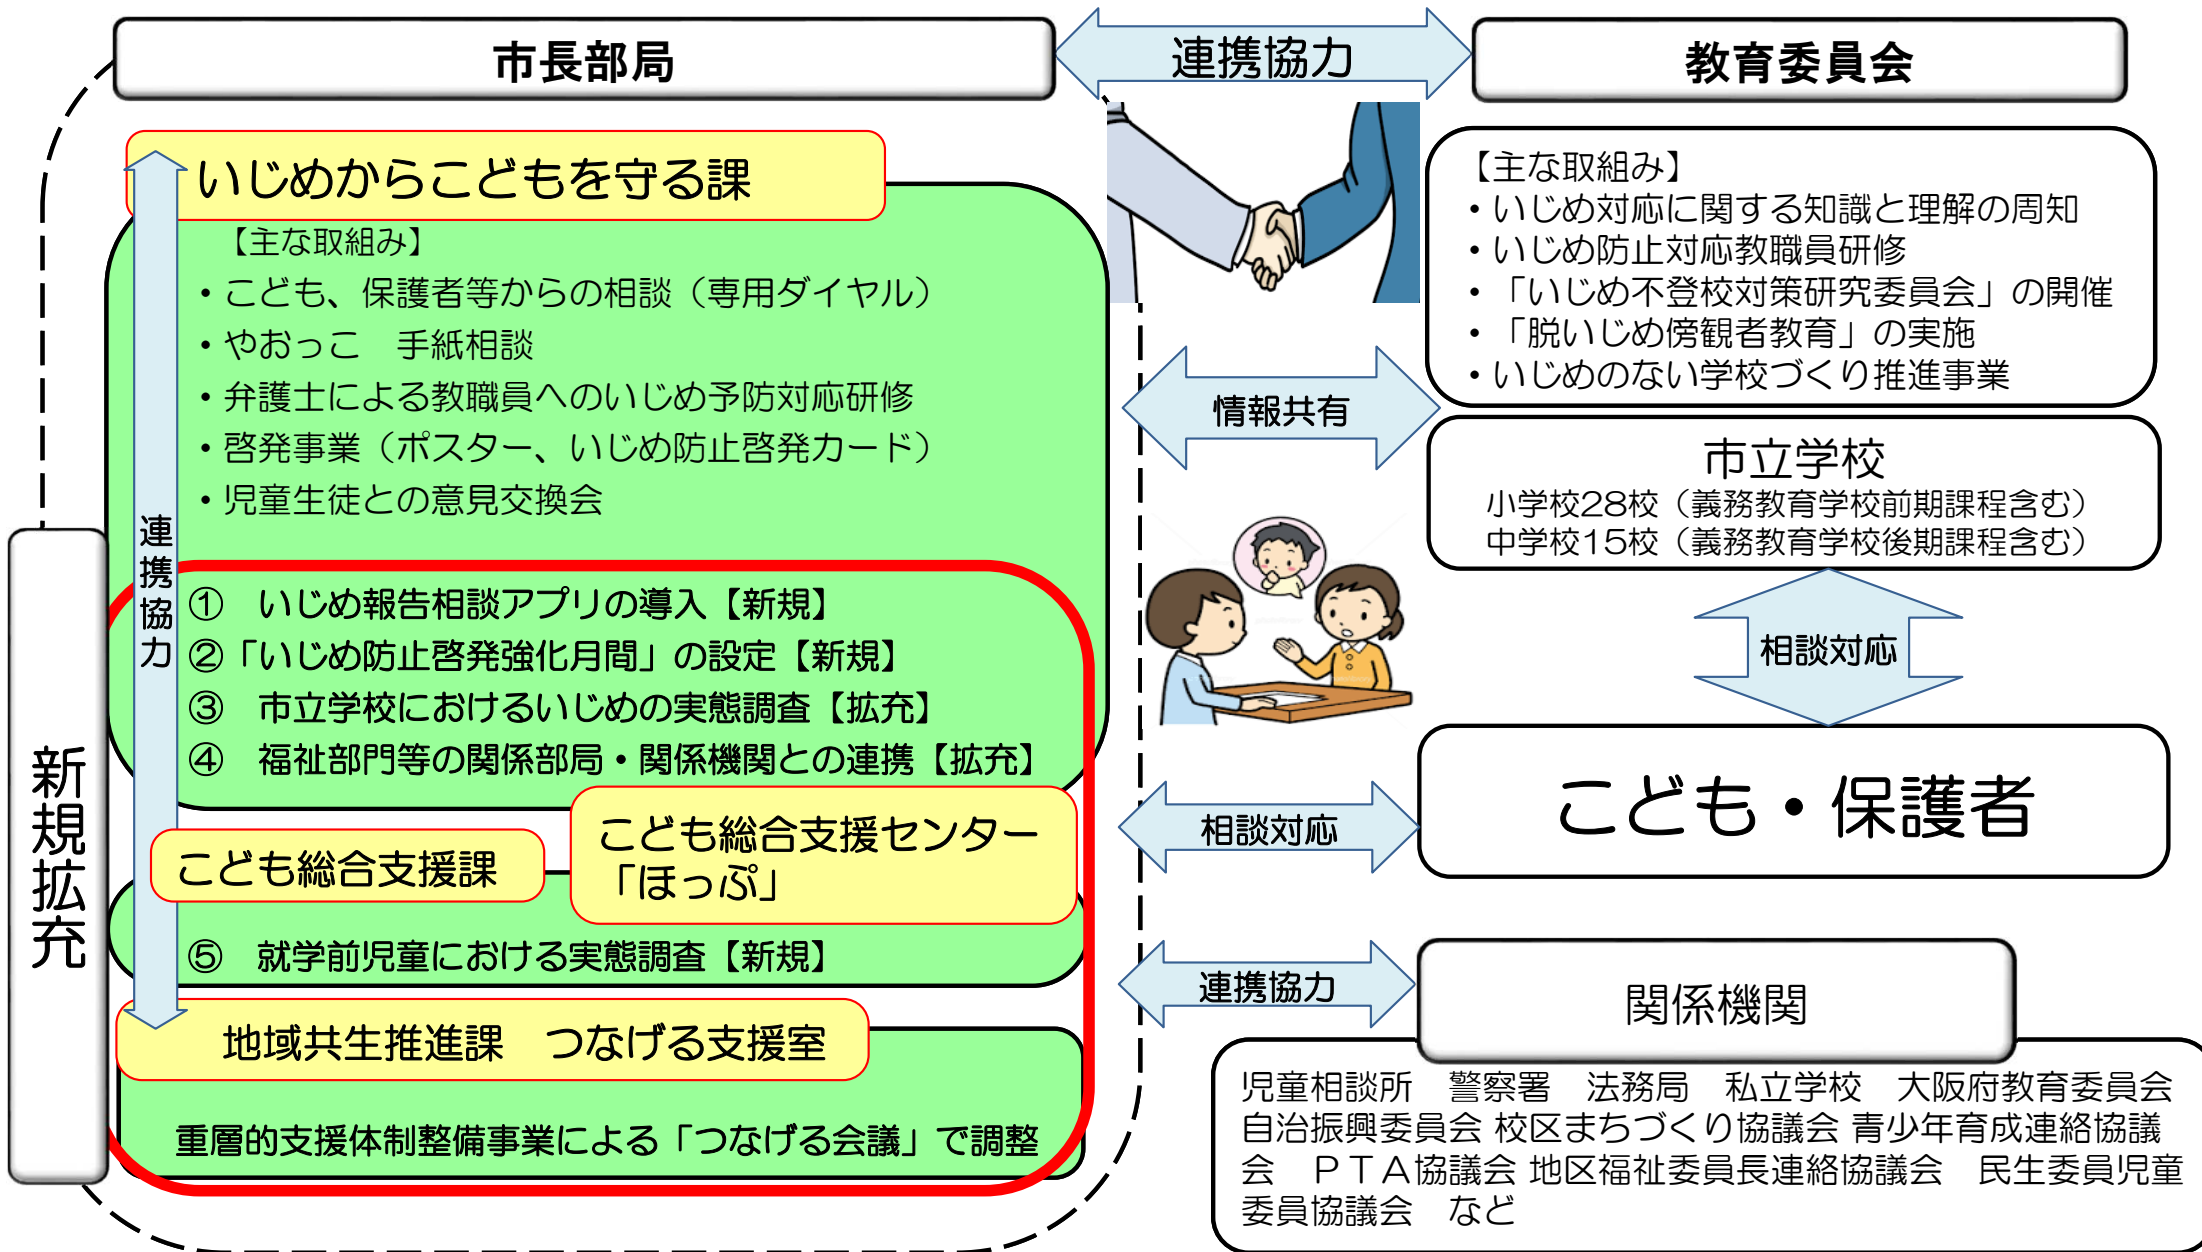 市長部局
連携協力
教育委員会
いじめからこどもを守る課
【主な取組み】
・こども、保護者等からの相談（専用ダイヤル）
・やおっこ　手紙相談
・弁護士による教職員へのいじめ予防対応研修
・啓発事業（ポスター、いじめ防止啓発カード）
・児童生徒との意見交換会
連携協力
新規拡充
①　いじめ報告相談アプリの導入【新規】
②「いじめ防止啓発強化月間」の設定【新規】
③　市立学校におけるいじめの実態調査【拡充】
④　福祉部門等の関係部局・関係機関との連携【拡充】
こども総合支援課
こども総合支援センター
「ほっぷ」
⑤　就学前児童における実態調査【新規】
地域共生推進課　つなげる支援室
重層的支援体制整備事業による「つなげる会議」で調整
【主な取組み】
・いじめ対応に関する知識と理解の周知
・いじめ防止対応教職員研修
・「いじめ不登校対策研究委員会」の開催
・「脱いじめ傍観者教育」の実施
・いじめのない学校づくり推進事業
情報共有
市立学校
小学校28校（義務教育学校前期課程含む）
中学校15校（義務教育学校後期課程含む）
相談対応
相談対応
こども・保護者
連携協力
関係機関
児童相談所　警察署　法務局　私立学校　大阪府教育委員会
自治振興委員会 校区まちづくり協議会 青少年育成連絡協議
会　ＰＴＡ協議会 地区福祉委員長連絡協議会　民生委員児童
委員協議会　など